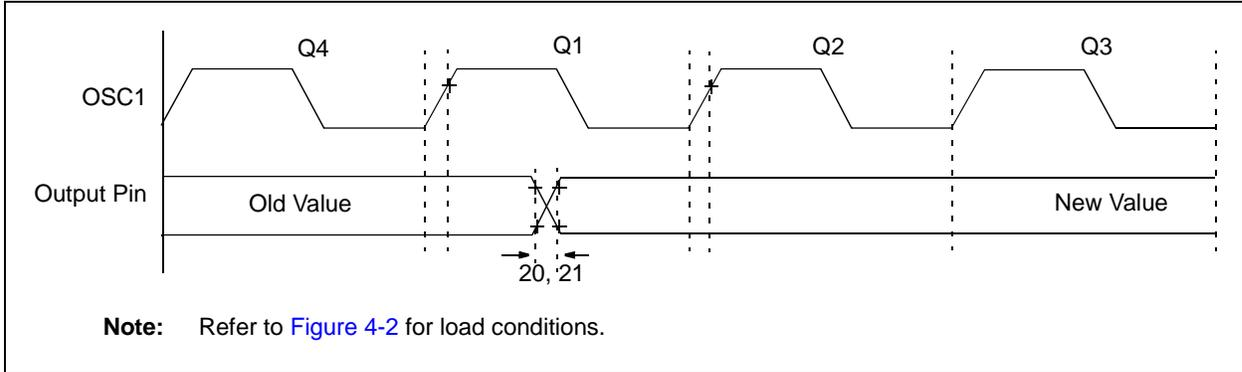 Q4 Q1 Q2 Q3
OSC1
Output Pin
Old Value New Value
20, 21
Note: Refer to Figure 4-2 for load conditions.